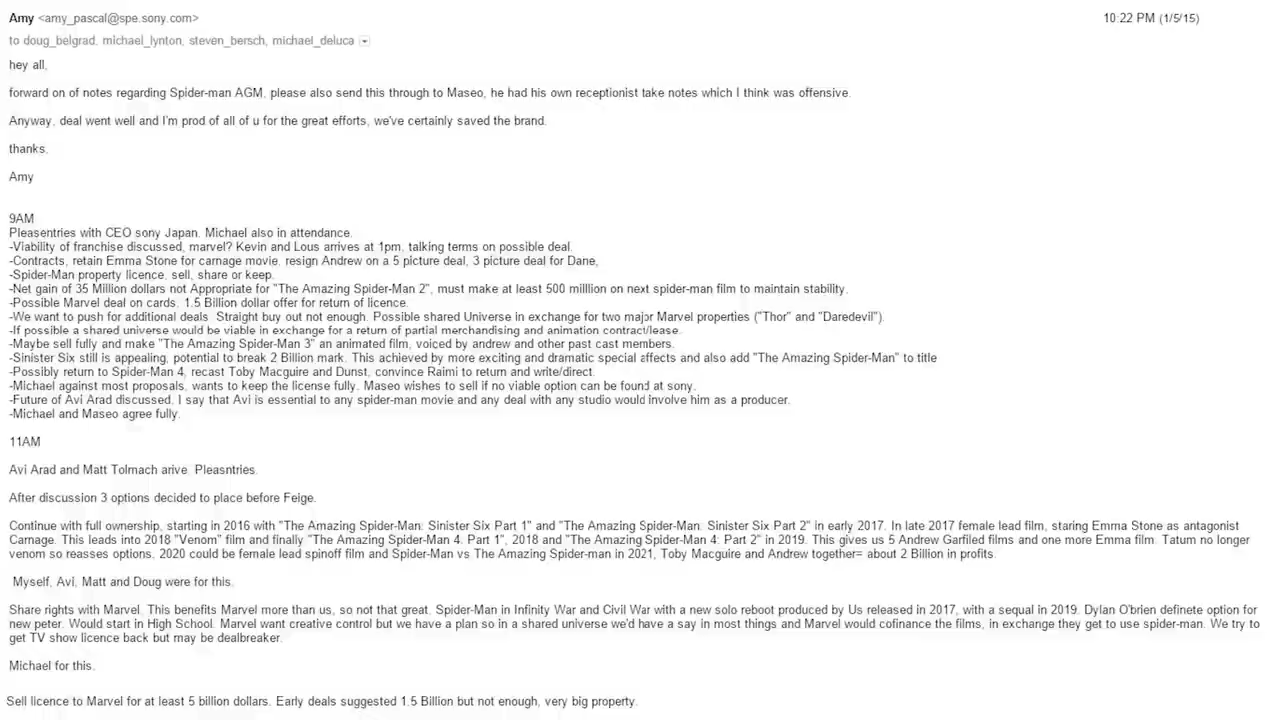 Amy <amy_pascal@spe.sony.com>
10:22 PM (1/5/15)
to doug_belgrad, michael_lynton, steven_bersch, michael_deluca
hey all,
forward on of notes regarding Spider-man AGM, please also send this through to Maseo, he had his own receptionist take notes which I think was offensive.
Anyway, deal went well and I'm prod of all of u for the great efforts, we've certainly saved the brand.
thanks.
Amy
9AM
Pleasentries with CEO sony Japan. Michael also in attendance.
-Viability of franchise discussed, marvel? Kevin and Lous arrives at 1pm, talking terms on possible deal.
-Contracts, retain Emma Stone for carnage movie. resign Andrew on a 5 picture deal, 3 picture deal for Dane,
-Spider-Man property licence, sell, share or keep.
-Net gain of 35 Million dollars not Appropriate for "The Amazing Spider-Man 2", must make at least 500 milllion on next spider-man film to maintain stability.
-Possible Marvel deal on cards. 1.5 Billion dollar offer for return of licence.
-We want to push for additional deals. Straight buy out not enough. Possible shared Universe in exchange for two major Marvel properties ("Thor" and "Daredevil").
-If possible a shared universe would be viable in exchange for a return of partial merchandising and animation contract/lease.
-Maybe sell fully and make "The Amazing Spider-Man 3" an animated film, voiced by andrew and other past cast members.
-Sinister Six still is appealing, potential to break 2 Billion mark. This achieved by more exciting and dramatic special affects and also add "The Amazing Spider-Man" to title
-Possibly return to Spider-Man 4, recast Toby Macguire and Dunst, convince Raimi to return and write/direct.
-Michael against most proposals, wants to keep the license fully. Maseo wishes to sell if no viable option can be found at sony.
-Future of Avi Arad discussed. I say that Avi is essential to any spider-man movie and any deal with any studio would involve him as a producer.
-Michael and Maseo agree fully.
11AM
Avi Arad and Matt Tolmach arive. Pleasntries.
After discussion 3 options decided to place before Feige.
Continue with full ownership, starting in 2016 with "The Amazing Spider-Man: Sinister Six Part 1" and "The Amazing Spider-Man. Sinister Six Part 2" in early 2017. In late 2017 female lead film, staring Emma Stone as antagonist
Carnage. This leads into 2018 "Venom" film and finally "The Amazing Spider-Man 4. Part 1", 2018 and "The Amazing Spider-Man 4: Part 2" in 2019. This gives us 5 Andrew Garfiled films and one more Emma film. Tatum no longer
venom so reasses options. 2020 could be female lead spinoff film and Spider-Man vs The Amazing Spider-man in 2021, Toby Macguire and Andrew together= about 2 Billion in profits.
Myself, Avi, Matt and Doug were for this.
Share rights with Marvel. This benefits Marvel more than us, so not that great. Spider-Man in Infinity War and Civil War with a new solo reboot produced by Us released in 2017, with a sequal in 2019. Dylan O'brien definete option for
new peter. Would start in High School. Marvel want creative control but we have a plan so in a shared universe we'd have a say in most things and Marvel would cofinance the films, in exchange they get to use spider-man. We try to
get TV show licence back but may be dealbreaker.
Michael for this.
Sell licence to Marvel for at least 5 billion dollars. Early deals suggested 1.5 Billion but not enough, very big property.